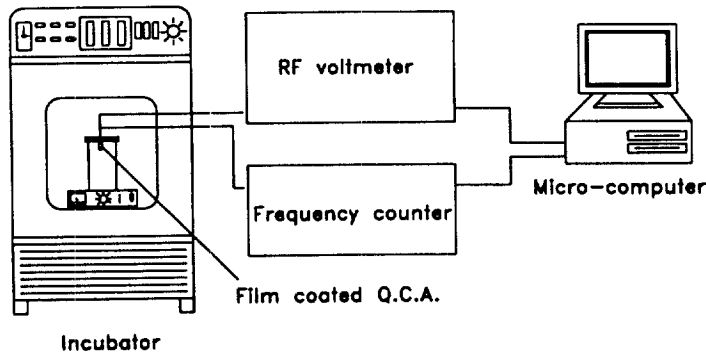 RF voltmeter
Frequency counter
Micro-computer
Film coated Q.C.A.
Incubator